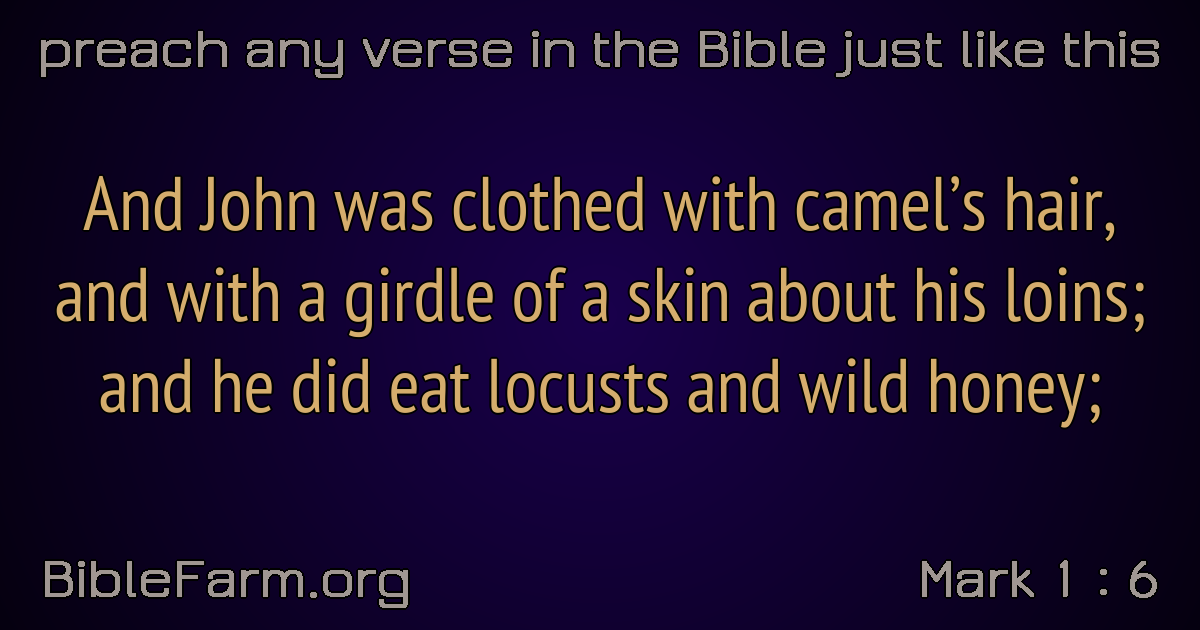 preach any verse in the Bible just like this
And John was clothed with camel’s hair,
and with a girdle of a skin about his loins;
and he did eat locusts and wild honey;
BibleFarm.org
Mark 1 : 6